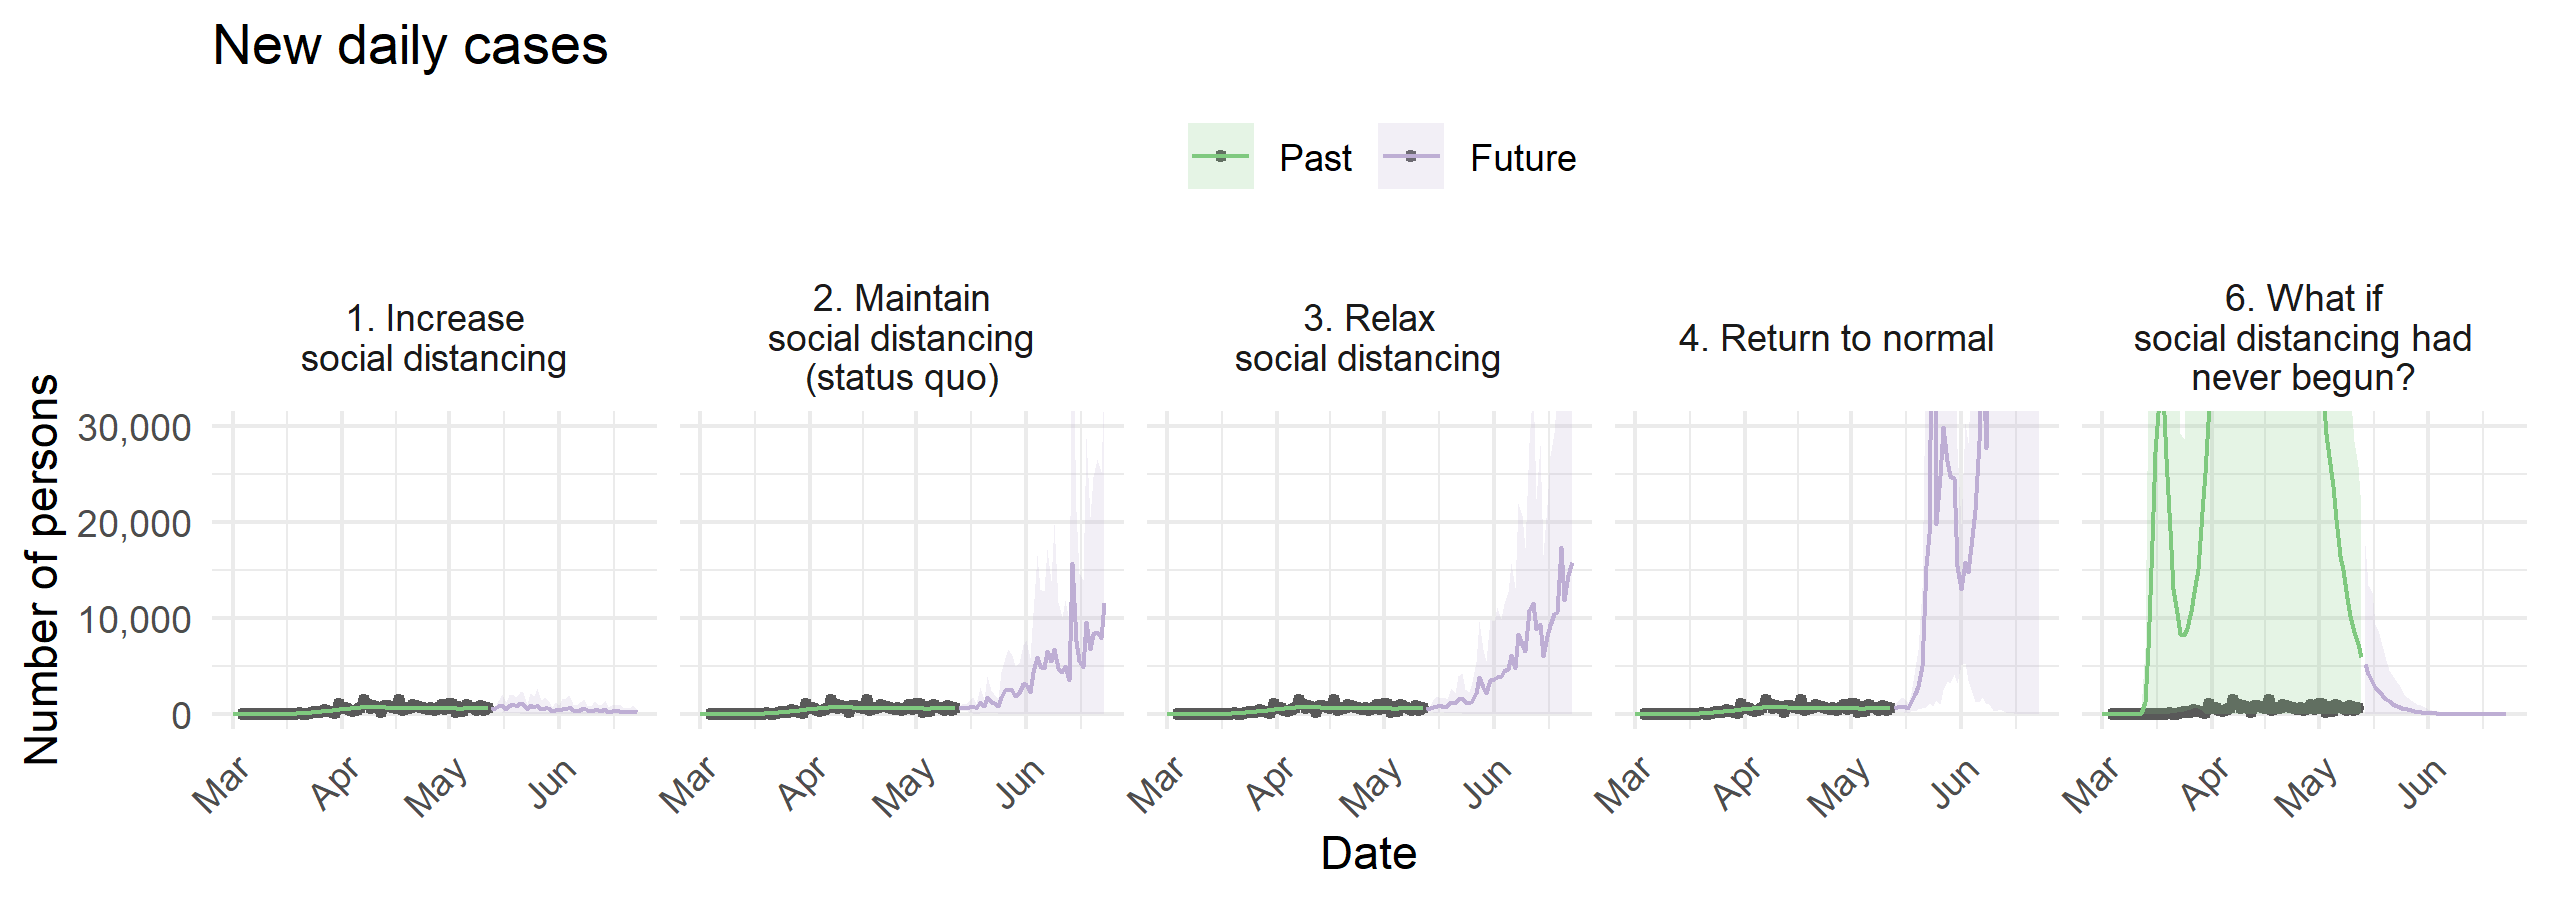 New daily cases
Past
Future
1. Increase
social distancing
2. Maintain
social distancing
(status quo)
3. Relax
social distancing
4. Return to normal
6. What if
social distancing had
never begun?
Number of persons
30,000
20,000
10,000
0
Mar
Apr
May
Jun
Mar
Apr
May
Jun
Mar
Apr
May
Jun
Mar
Apr
May
Jun
Mar
Apr
May
Jun
Date